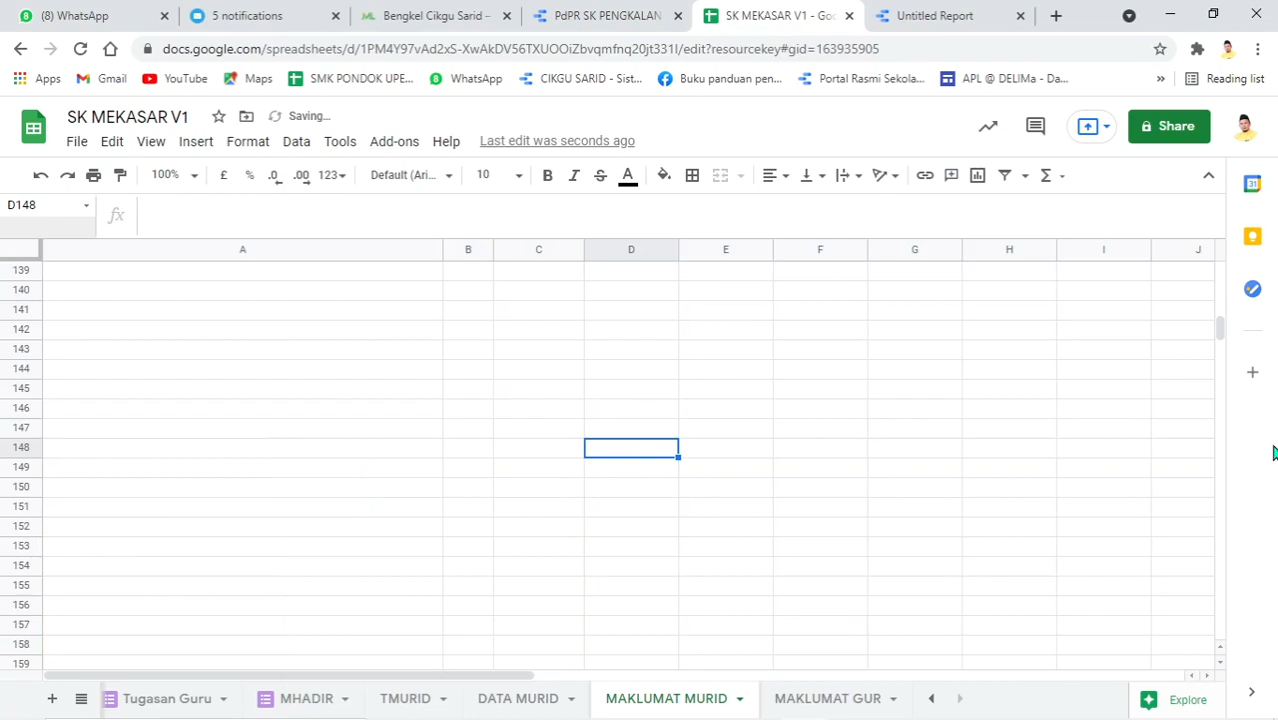 (8) WhatsApp
5 notifications
Bengkel Cikgu Sarid –
PdPR SK PENGKALAN
SK MEKASAR V1 - Goo
Untitled Report
docs.google.com/spreadsheets/d/1PM4Y97vAd2xS-XwAkDV56TXUOOiZbvqmfnq20jt331I/edit?resourcekey#gid=163935905
Apps
Gmail
YouTube
Maps
SMK PONDOK UPE...
WhatsApp
CIKGU SARID - Sist...
Buku panduan pen...
Portal Rasmi Sekola...
APL @ DELIMa - Da...
»
Reading list
SK MEKASAR V1
Saving...
Share
File Edit View Insert Format Data Tools Add-ons Help Last edit was seconds ago
100% £ % .0 .00 123 Default (Ari... 10 B I S A Σ
D148
fx
A B C D E F G H I J
139
140
141
142
143
144
145
146
147
148
149
150
151
152
153
154
155
156
157
158
159
31
Tugasan Guru
MHADIR
TMURID
DATA MURID
MAKLUMAT MURID
MAKLUMAT GUR
Explore